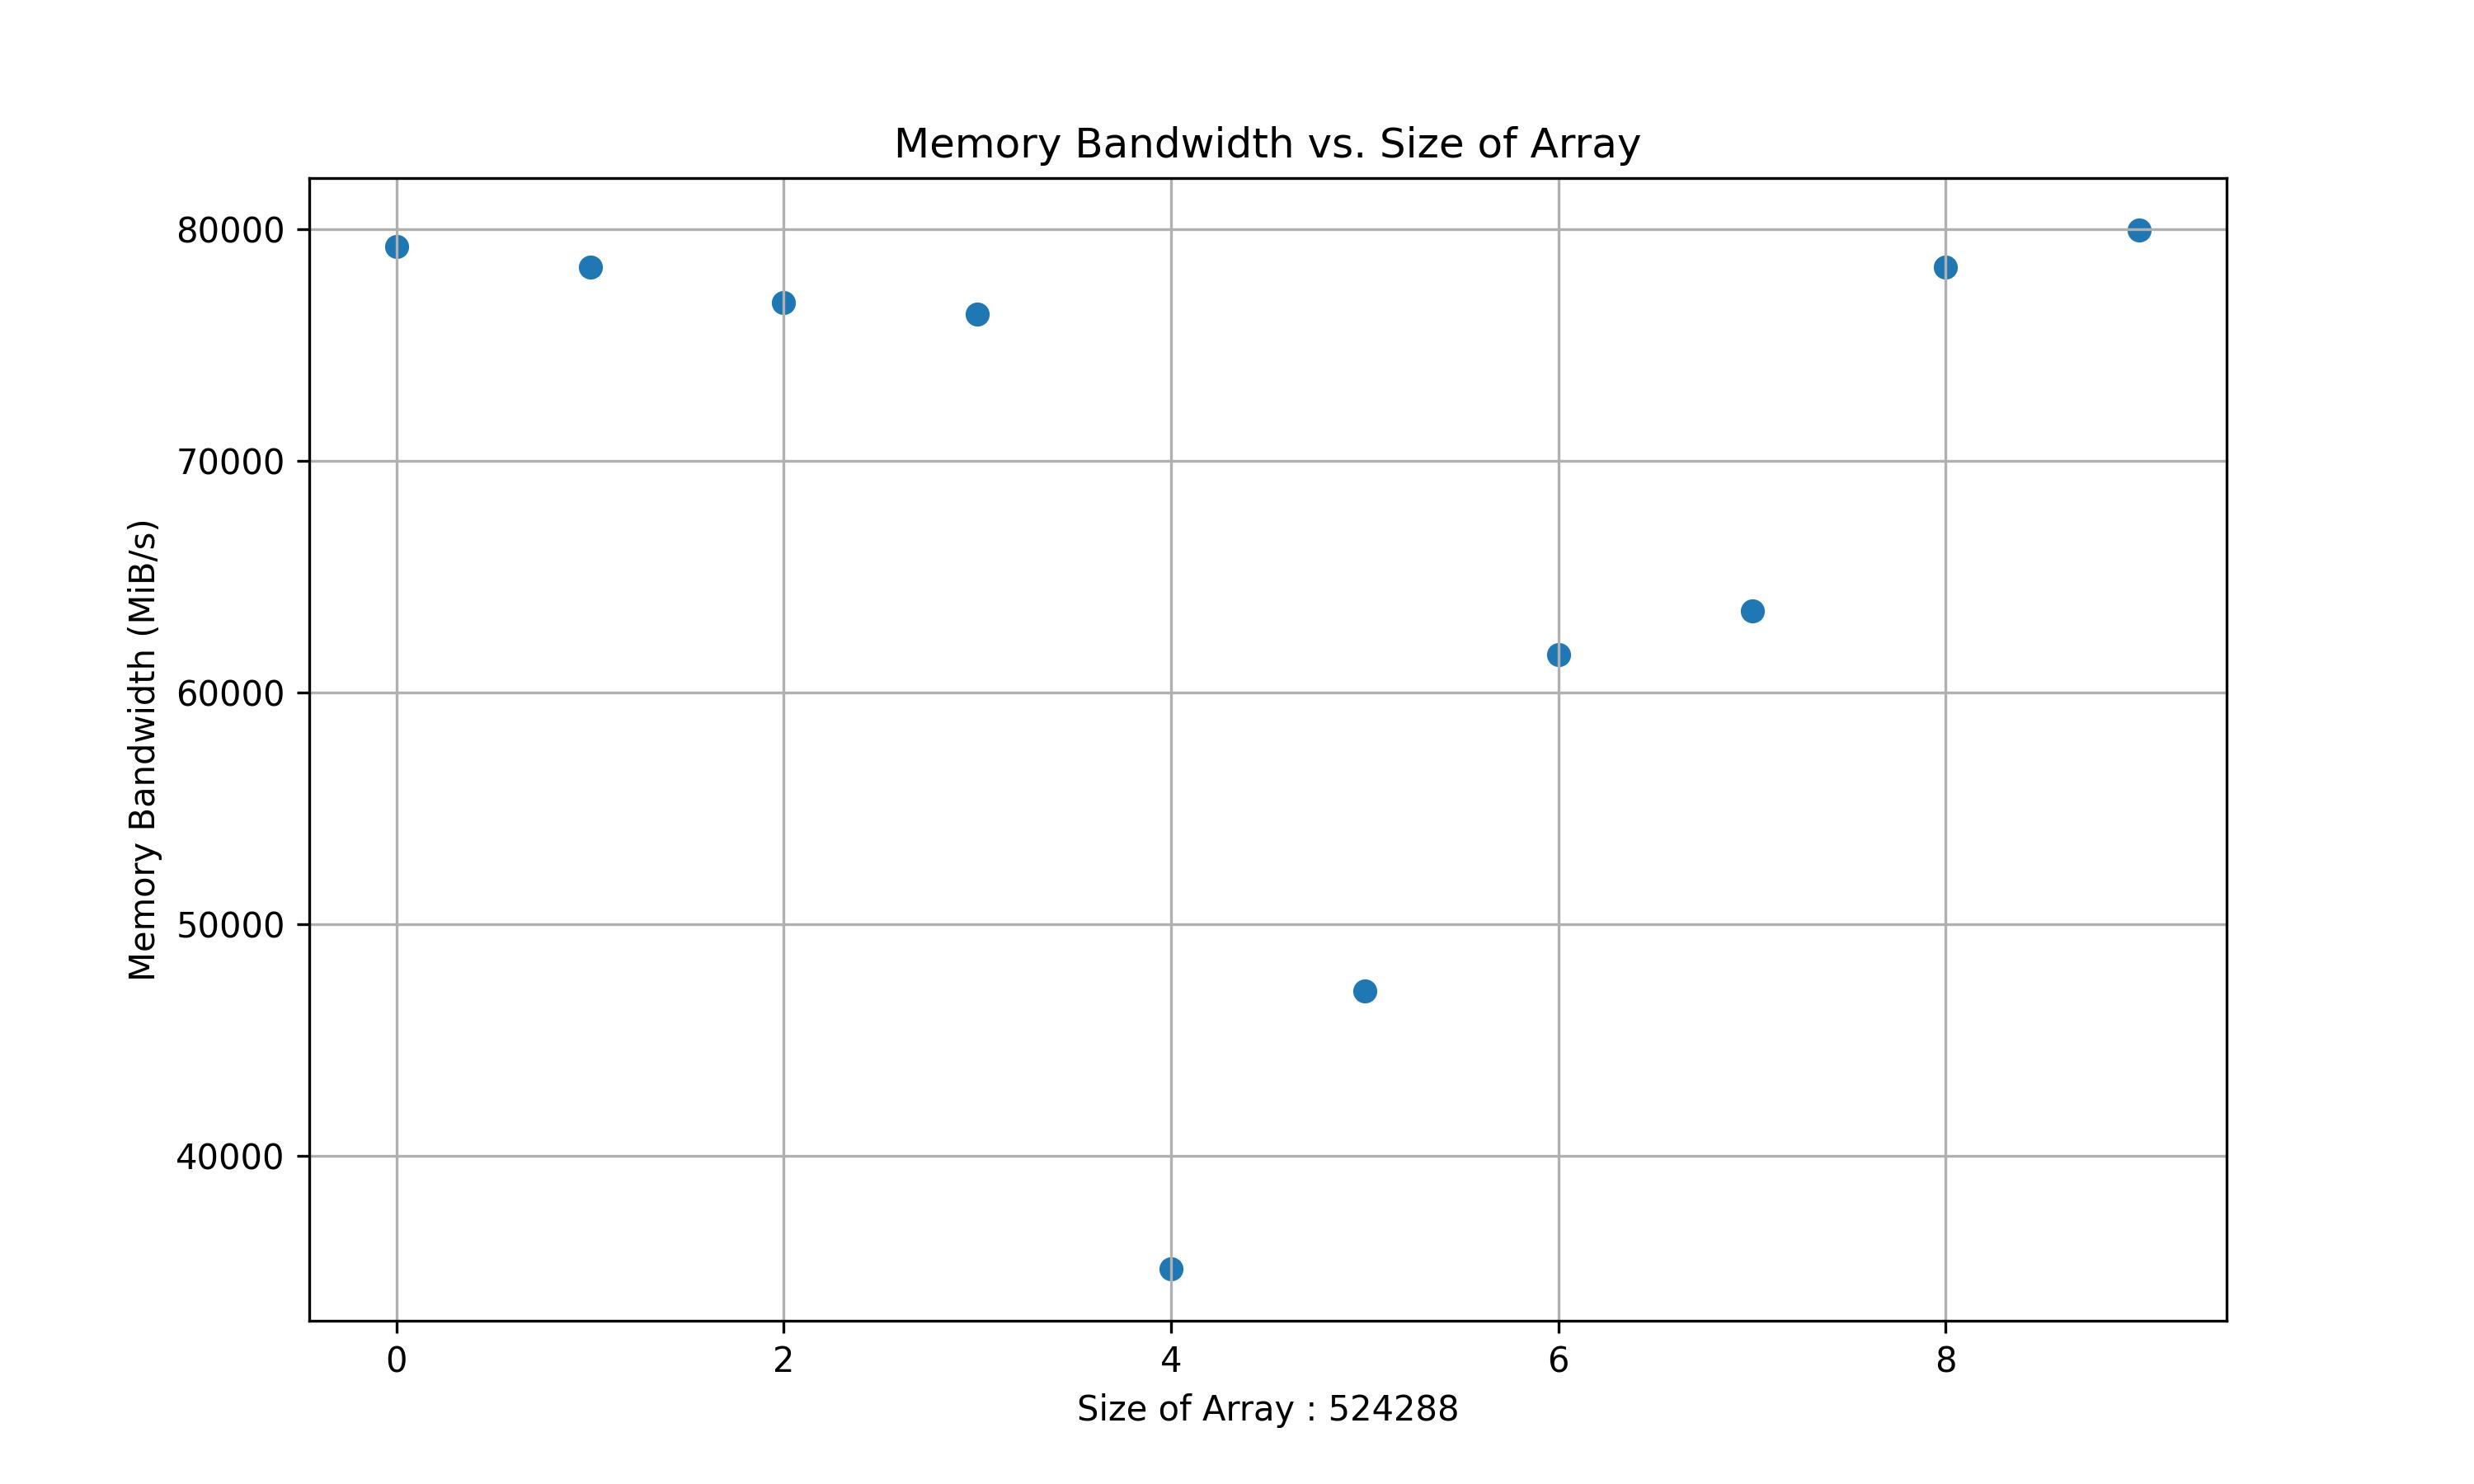 Memory Bandwidth vs. Size of Array
80000
70000
60000
50000
40000
Memory Bandwidth (MiB/s)
0 2 4 6 8
Size of Array : 524288